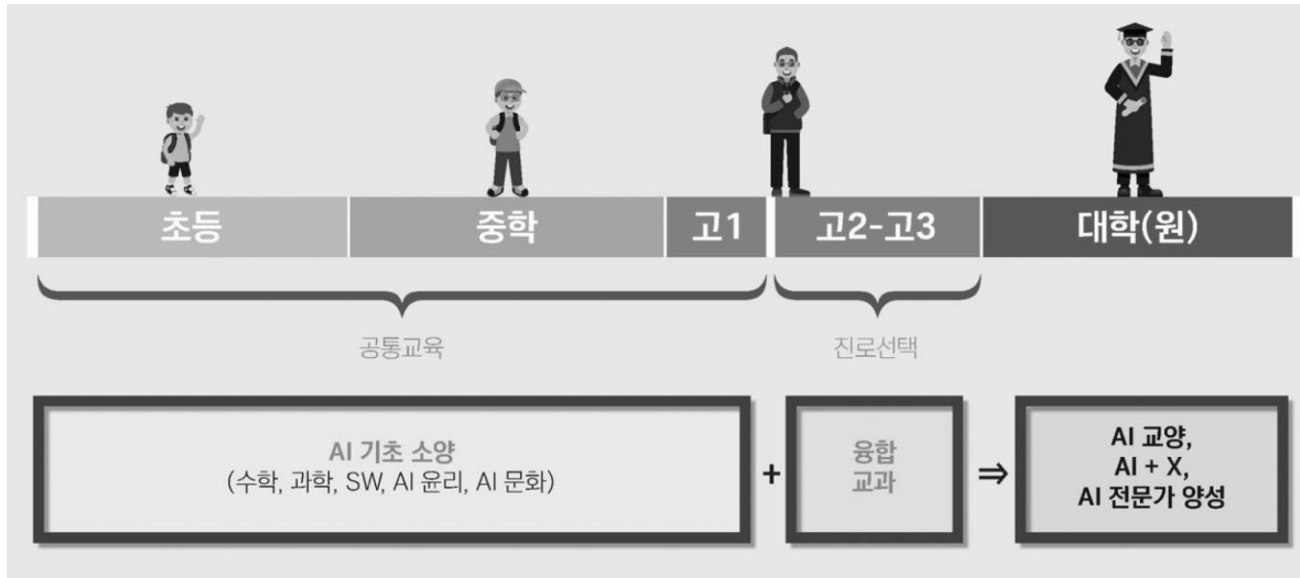 초등
중학
고1
고2-고3
대학(원)
공통교육
진로선택
AI 기초 소양
(수학, 과학, SW, AI 윤리, AI 문화)
+
융합
교과
⇒
AI 교양,
AI + X,
AI 전문가 양성